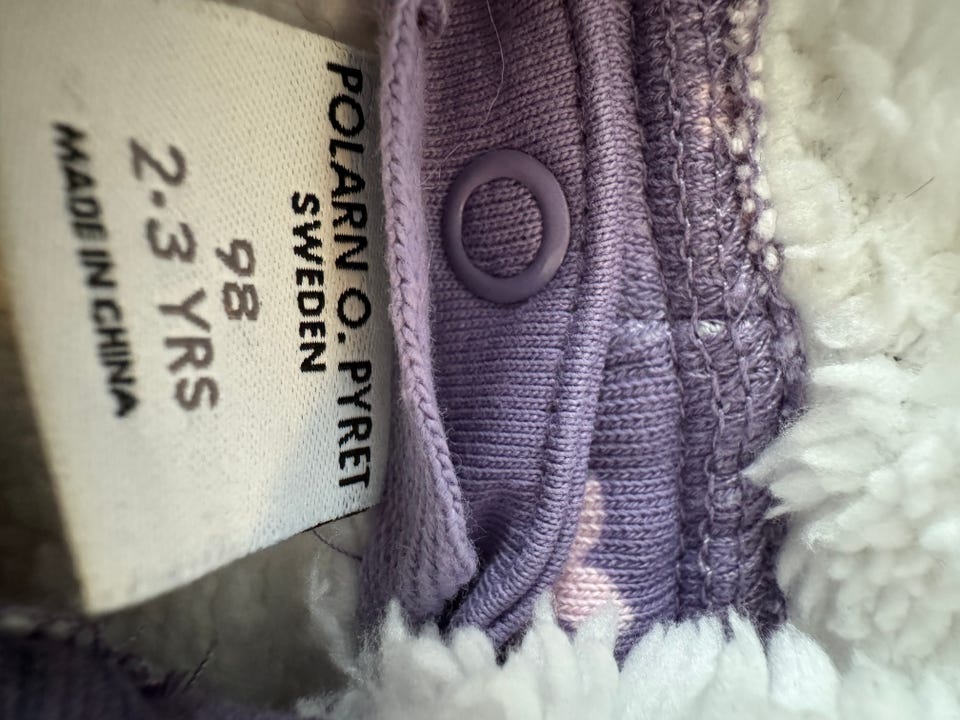 POLARN O. PYRET
SWEDEN
98
2-3 YRS
MADE IN CHINA